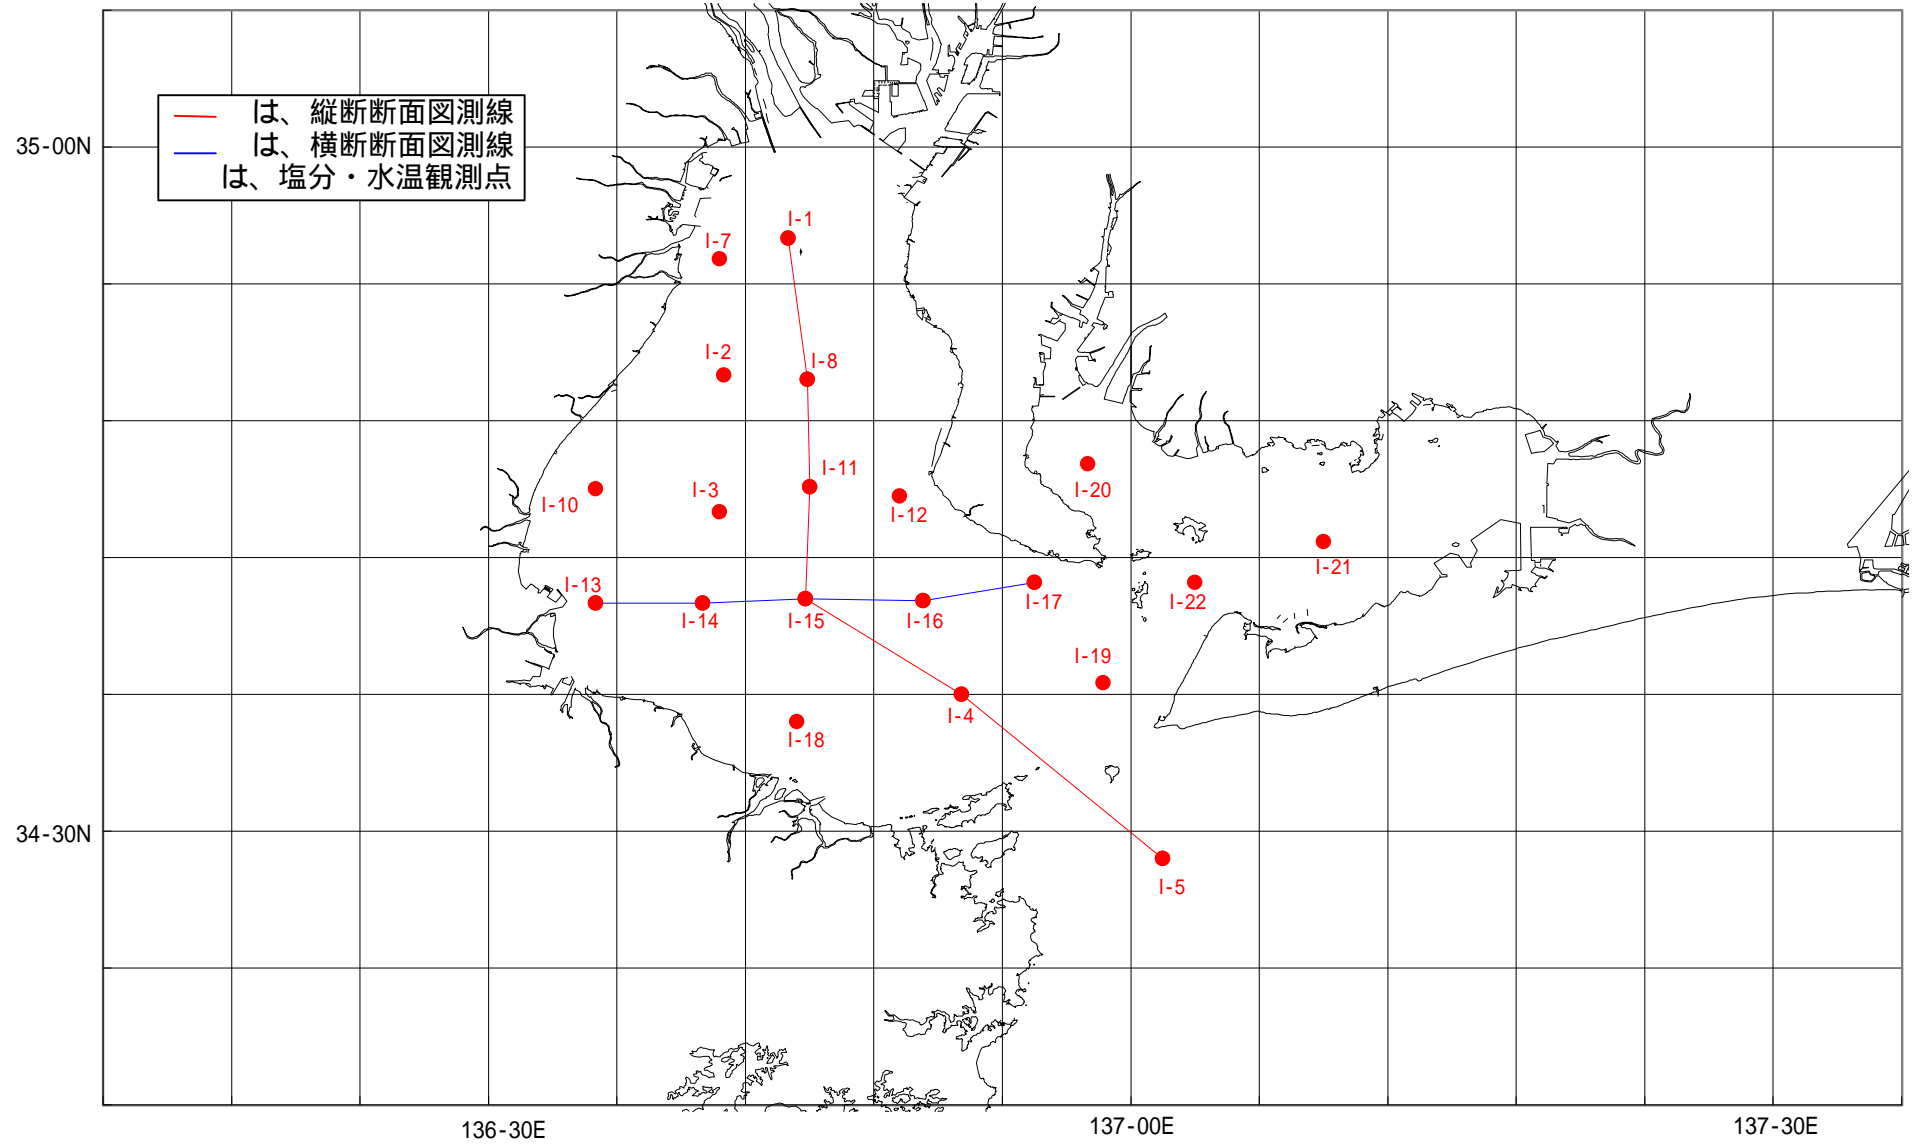 は、縦断断面図測線
は、横断断面図測線
は、塩分・水温観測点
35-00N
I-1
I-7
I-2
I-8
I-11
I-20
I-10
I-3
I-12
I-21
I-13
I-14
I-15
I-16
I-17
I-22
I-19
I-4
I-18
34-30N
I-5
136-30E
137-00E
137-30E